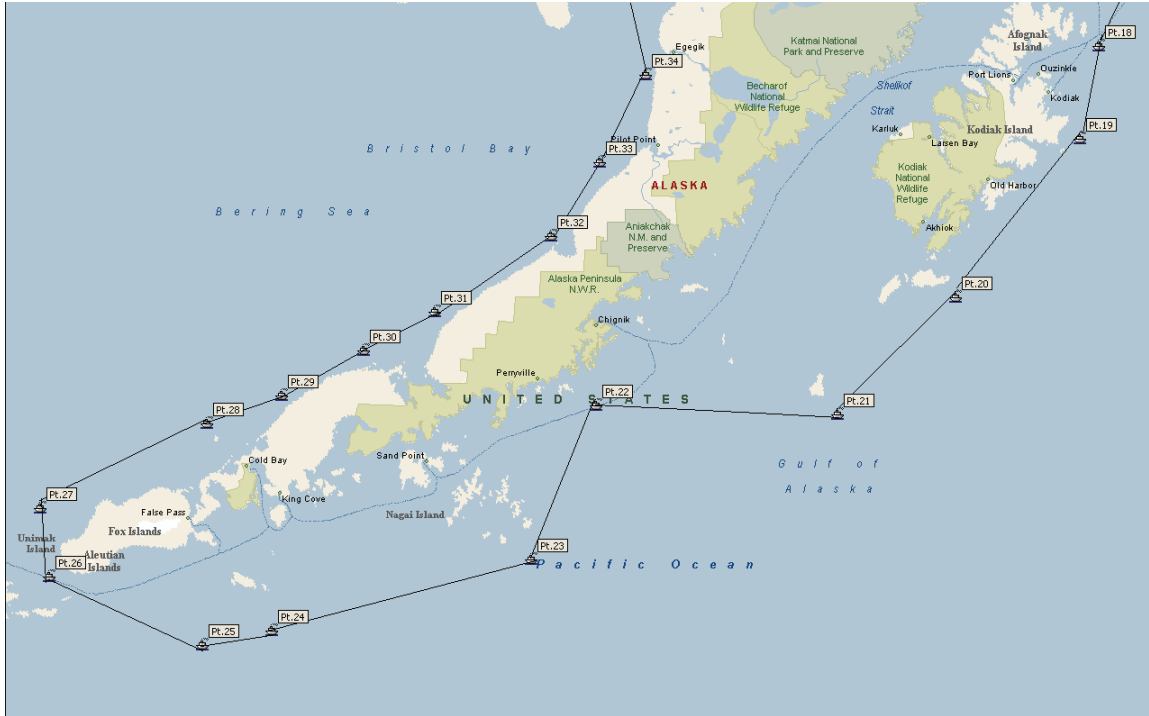 Pt.18
Afognak
Island
Katmai National
Park and Preserve
Egegik
Pt.34
Ouzinkie
Port Lions
Becharof
National
Wildlife Refuge
Shelikof
Strait
Kodiak
Karluk
Kodiak Island
Pt.19
Larsen Bay
Pilot Point
Pt.33
Bristol Bay
Kodiak
National
Wildlife
Refuge
Old Harbor
ALASKA
Bering Sea
Pt.32
Aniakchak
N.M. and
Preserve
Akhiok
Alaska Peninsula
N.W.R.
Pt.20
Pt.31
Chignik
Pt.30
Perryville
Pt.29
Pt.22
UNITED STATES
Pt.28
Pt.21
Sand Point
Cold Bay
Gulf of
Alaska
Pt.27
King Cove
False Pass
Nagai Island
Fox Islands
Unimak
Island
Pt.23
Aleutian
Islands
Pt.26
Pacific Ocean
Pt.24
Pt.25